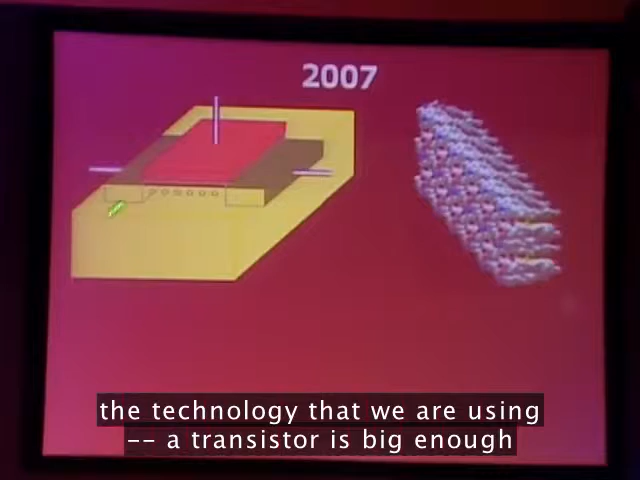 2007
the technology that we are using
-- a transistor is big enough